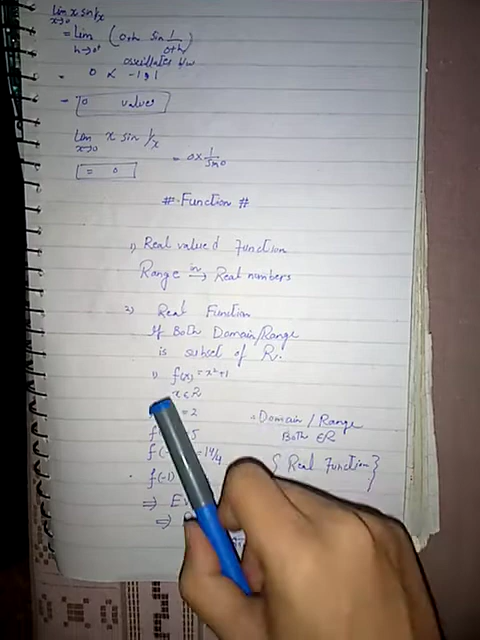 lim x sin 1/x
x→0
= lim (0+h sin 1/0+h)
h→0+
oscillates b/w
= 0 × -1 & 1
= 0 values
lim x sin 1/x
x→0
= 0 × 1/sin 0
= 0
# Function #
1) Real valued Function
Range in→ Real numbers
2) Real Function
If Both Domain/Range
is subset of R.
1) f(x) = x²+1
x ∈ R
= 2
Domain / Range
Both ∈R
5
= 14/4
{ Real Function }
f(-1)
⇒
⇒